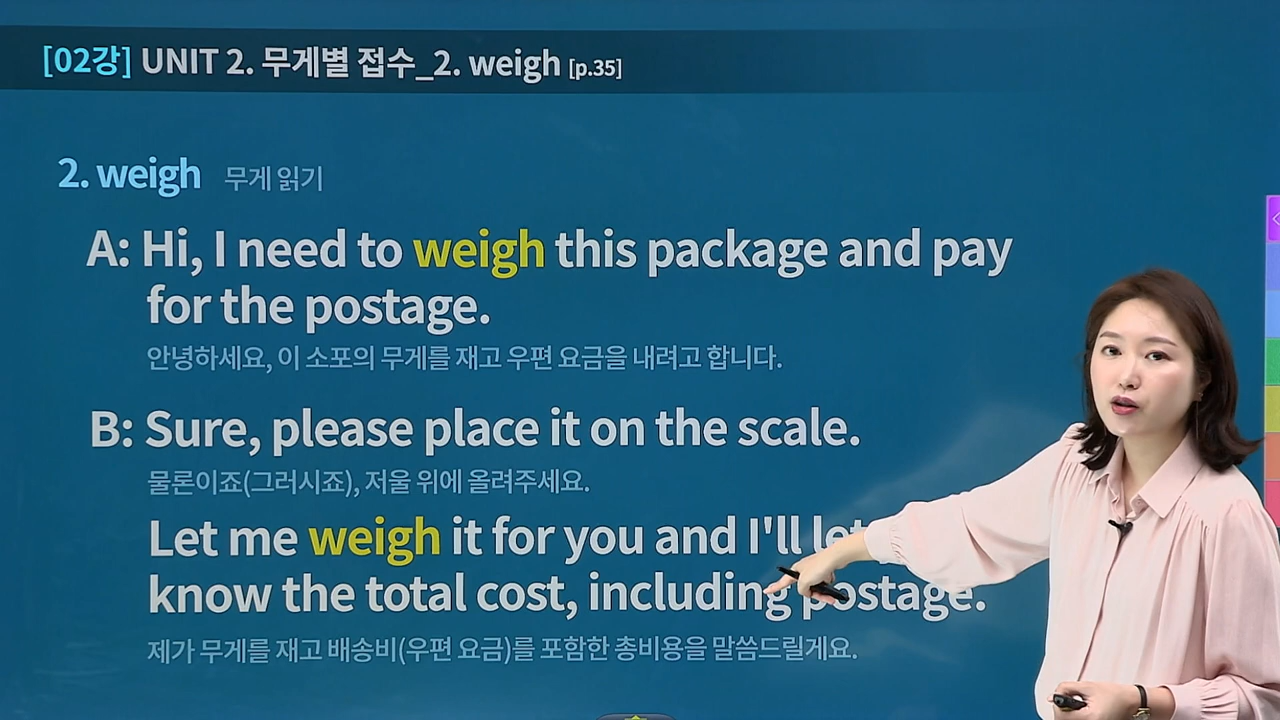 [02강] UNIT 2. 무게별 접수_2. weigh [p.35]
2. weigh 무게 읽기
A: Hi, I need to weigh this package and pay
for the postage.
안녕하세요, 이 소포의 무게를 재고 우편 요금을 내려고 합니다.
B: Sure, please place it on the scale.
물론이죠(그러시죠), 저울 위에 올려주세요.
Let me weigh it for you and I'll let
know the total cost, including postage.
제가 무게를 재고 배송비(우편 요금)를 포함한 총비용을 말씀드릴게요.